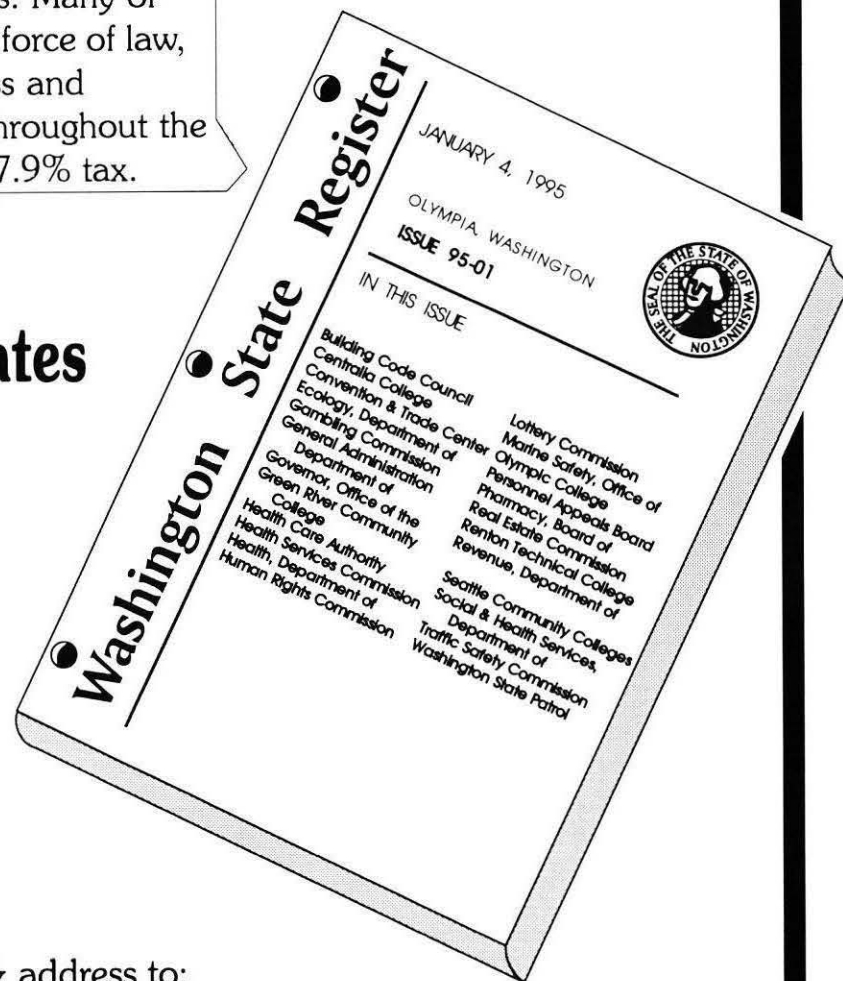 s. Many of
force of law,
ss and
hroughout the
7.9% tax.
ates
Washington State Register
JANUARY 4, 1995
OLYMPIA, WASHINGTON
ISSUE 95-01
IN THIS ISSUE
THE SEAL OF THE STATE OF WASHINGTON
Building Code Council
Centralia College
Convention & Trade Center
Ecology, Department of
Gambling Commission
General Administration
Department of
Governor, Office of the
Green River Community
College
Health Care Authority
Health Services Commission
Health, Department of
Human Rights Commission
Lottery Commission
Marine Safety, Office of
Olympic College
Personnel Appeals Board
Pharmacy, Board of
Real Estate Commission
Renton Technical College
Revenue, Department of
Seattle Community Colleges
Social & Health Services,
Department of
Traffic Safety Commission
Washington State Patrol
& address to: